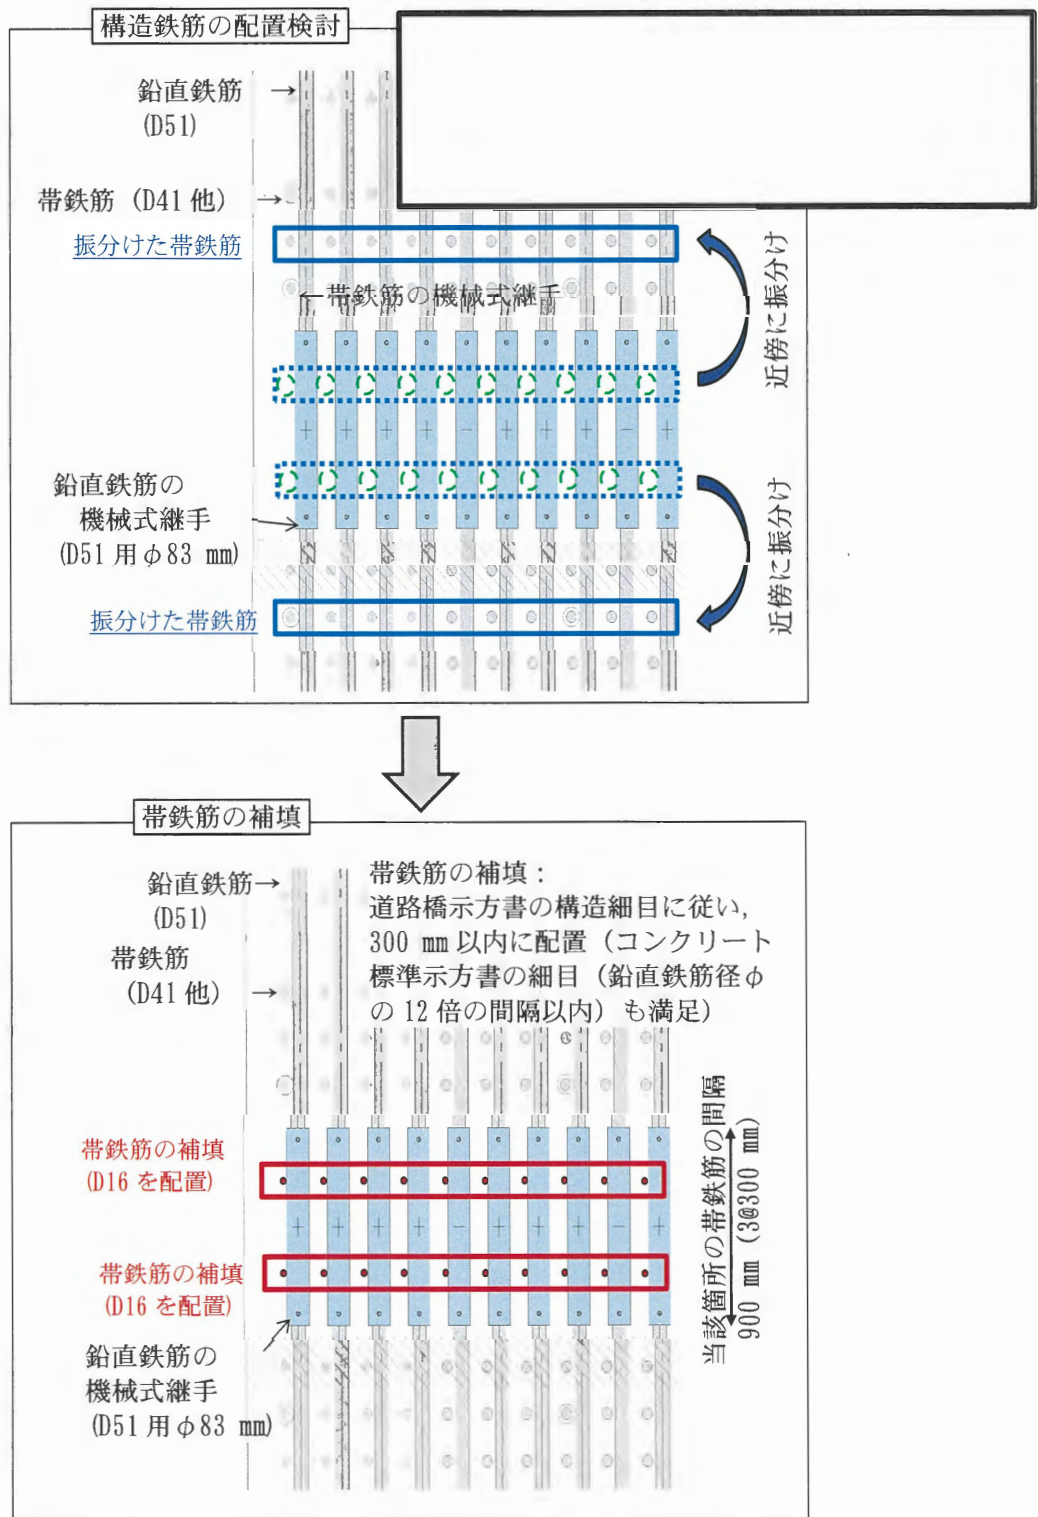 構造鉄筋の配置検討
鉛直鉄筋
(D51)
帯鉄筋 (D41 他)
振分けた帯鉄筋
←帯鉄筋の機械式継手
近傍に振分け
鉛直鉄筋の
機械式継手
(D51 用φ83 mm)
近傍に振分け
振分けた帯鉄筋
帯鉄筋の補填
鉛直鉄筋→
(D51)
帯鉄筋
(D41 他)
帯鉄筋の補填：
道路橋示方書の構造細目に従い，
300 mm 以内に配置（コンクリート
標準示方書の細目（鉛直鉄筋径φ
の 12 倍の間隔以内）も満足）
帯鉄筋の補填
(D16 を配置)
帯鉄筋の補填
(D16 を配置)
当該箇所の帯鉄筋の間隔
900 mm (3@300 mm)
鉛直鉄筋の
機械式継手
(D51 用φ83 mm)